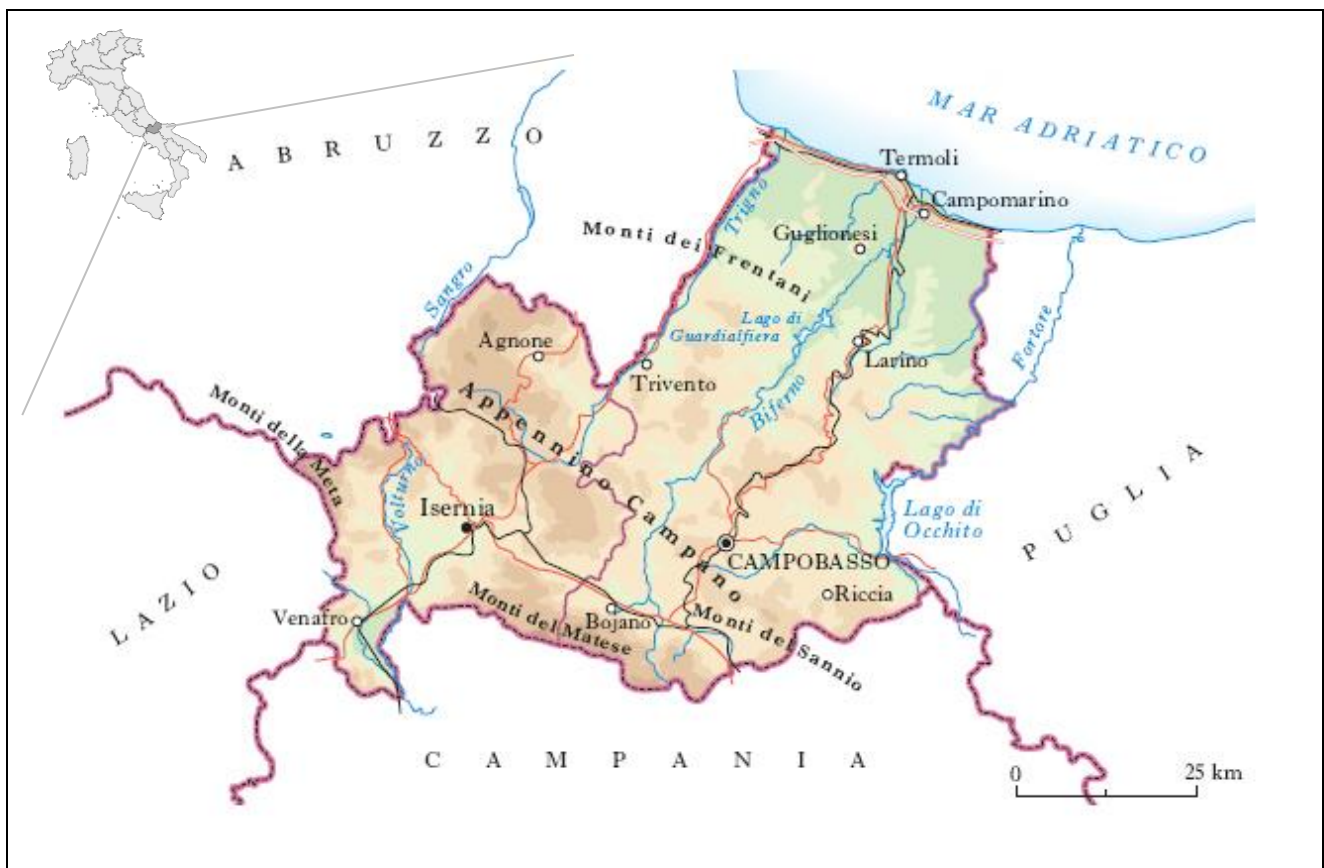 MAR ADRIATICO
ABRUZZO
Termoli
Campomarino
Trigno
Guglionesi
Monti dei Frentani
Sangro
Lago di
Guardialfiera
Fortore
Agnone
Larino
Trivento
Biferno
Appennino Campano
Monti della Meta
Volturno
Isernia
Lago di
Occhito
PUGLIA
CAMPOBASSO
LAZIO
Riccia
Venafro
Bojano
Monti del Matese
Monti del Sannio
CAMPANIA
0 25 km